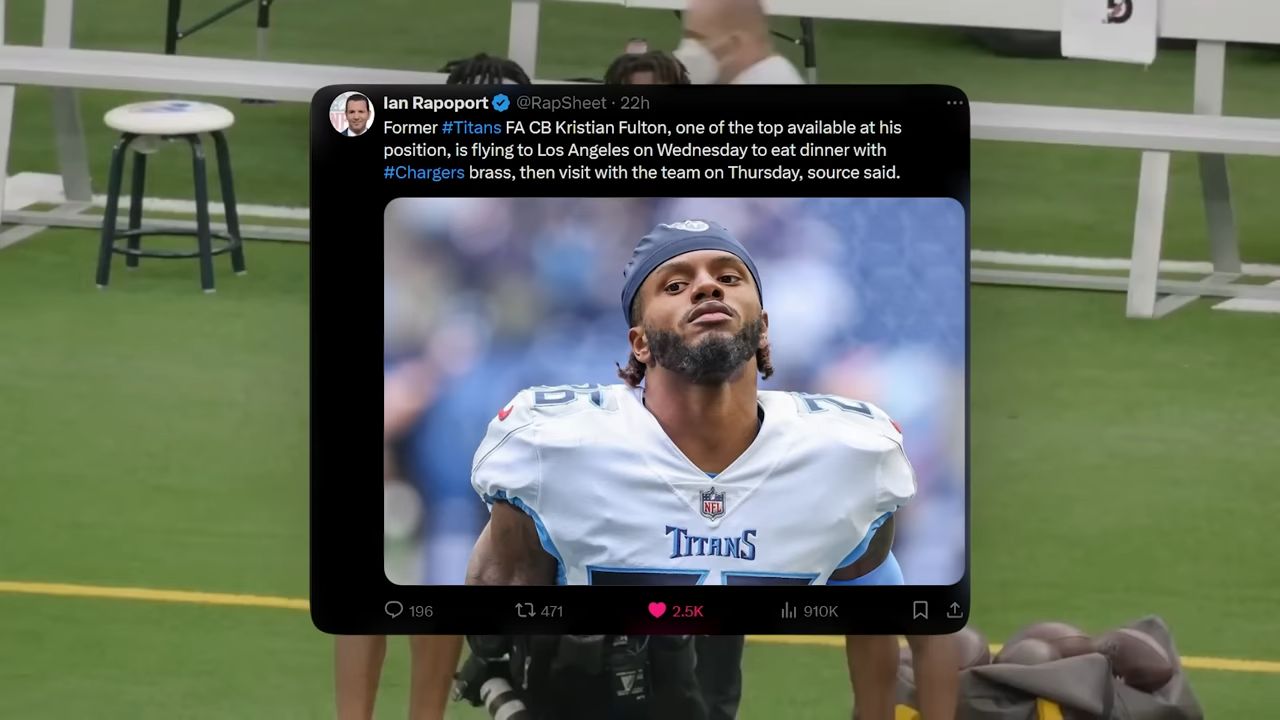 Ian Rapoport @RapSheet · 22h
Former #Titans FA CB Kristian Fulton, one of the top available at his
position, is flying to Los Angeles on Wednesday to eat dinner with
#Chargers brass, then visit with the team on Thursday, source said.
26
NFL
TITANS
196 471 2.5K 910K